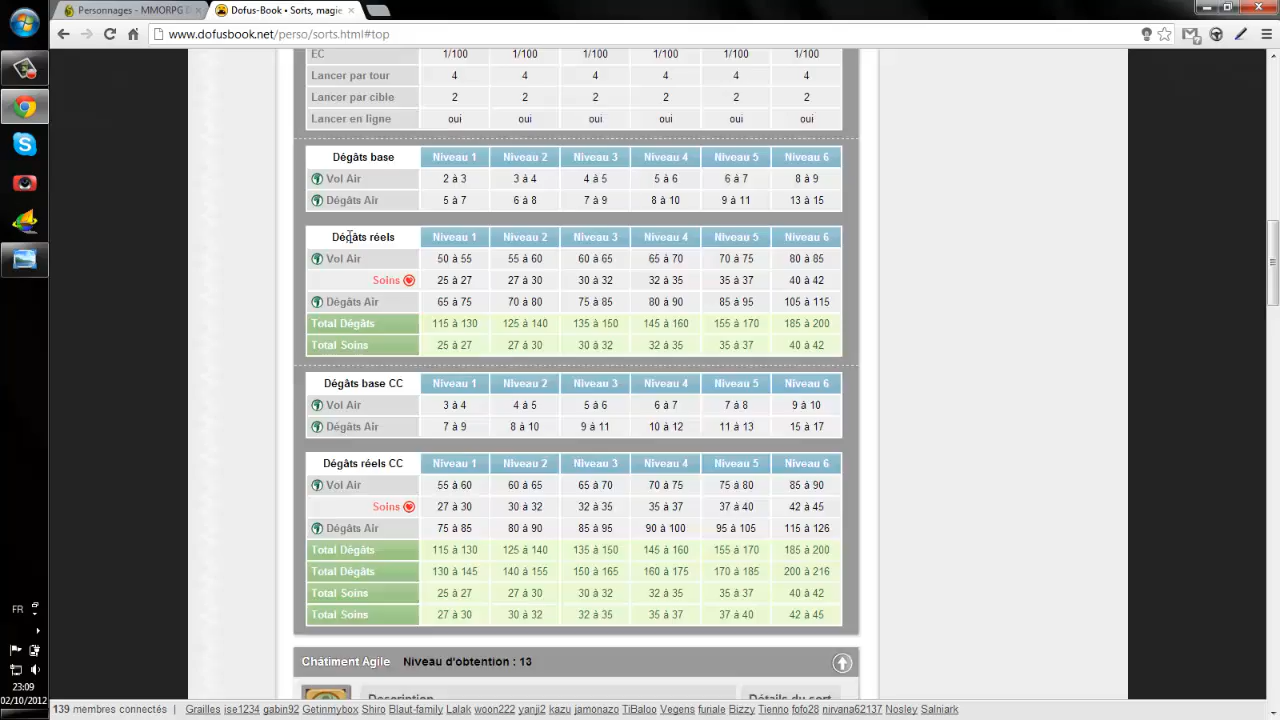 Personnages - MMORPG D
Dofus-Book • Sorts, magie
www.dofusbook.net/perso/sorts.html#top
EC 1/100 1/100 1/100 1/100 1/100 1/100
Lancer par tour 4 4 4 4 4 4
Lancer par cible 2 2 2 2 2 2
Lancer en ligne oui oui oui oui oui oui
Dégâts base Niveau 1 Niveau 2 Niveau 3 Niveau 4 Niveau 5 Niveau 6
Vol Air 2 à 3 3 à 4 4 à 5 5 à 6 6 à 7 8 à 9
Dégâts Air 5 à 7 6 à 8 7 à 9 8 à 10 9 à 11 13 à 15
Dégâts réels Niveau 1 Niveau 2 Niveau 3 Niveau 4 Niveau 5 Niveau 6
Vol Air 50 à 55 55 à 60 60 à 65 65 à 70 70 à 75 80 à 85
Soins 25 à 27 27 à 30 30 à 32 32 à 35 35 à 37 40 à 42
Dégâts Air 65 à 75 70 à 80 75 à 85 80 à 90 85 à 95 105 à 115
Total Dégâts 115 à 130 125 à 140 135 à 150 145 à 160 155 à 170 185 à 200
Total Soins 25 à 27 27 à 30 30 à 32 32 à 35 35 à 37 40 à 42
Dégâts base CC Niveau 1 Niveau 2 Niveau 3 Niveau 4 Niveau 5 Niveau 6
Vol Air 3 à 4 4 à 5 5 à 6 6 à 7 7 à 8 9 à 10
Dégâts Air 7 à 9 8 à 10 9 à 11 10 à 12 11 à 13 15 à 17
Dégâts réels CC Niveau 1 Niveau 2 Niveau 3 Niveau 4 Niveau 5 Niveau 6
Vol Air 55 à 60 60 à 65 65 à 70 70 à 75 75 à 80 85 à 90
Soins 27 à 30 30 à 32 32 à 35 35 à 37 37 à 40 42 à 45
Dégâts Air 75 à 85 80 à 90 85 à 95 90 à 100 95 à 105 115 à 126
Total Dégâts 115 à 130 125 à 140 135 à 150 145 à 160 155 à 170 185 à 200
Total Dégâts 130 à 145 140 à 155 150 à 165 160 à 175 170 à 185 200 à 216
Total Soins 25 à 27 27 à 30 30 à 32 32 à 35 35 à 37 40 à 42
Total Soins 27 à 30 30 à 32 32 à 35 35 à 37 37 à 40 42 à 45
Châtiment Agile Niveau d'obtention : 13
Description Détails du sort
139 membres connectés Grailles ise1234 gabin92 Getinmybox Shiro Blaut-family Lalak woron222 yanji2 kazu jamonazo TiBaloo Vegens fumak Bizzy Tienno fofo28 nirvana62137 Nosley Salniark
FR
23:09
02/10/2012